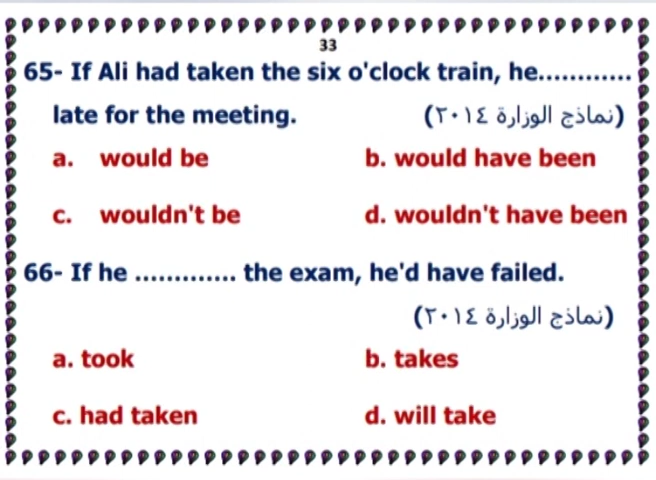 33
65- If Ali had taken the six o'clock train, he............
late for the meeting. (نماذج الوزارة ٢٠١٤)
a. would be b. would have been
c. wouldn't be d. wouldn't have been
66- If he ............. the exam, he'd have failed.
(نماذج الوزارة ٢٠١٤)
a. took b. takes
c. had taken d. will take